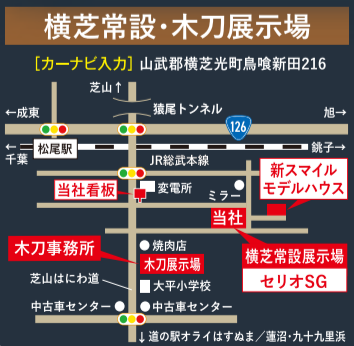 横芝常設・木刀展示場
[カーナビ入力] 山武郡横芝光町鳥喰新田216
芝山↑
猿尾トンネル
←成東
旭→
126
松尾駅
←千葉
銚子→
JR総武本線
当社看板
変電所
ミラー
新スマイル
モデルハウス
当社
木刀事務所
焼肉店
木刀展示場
横芝常設展示場
セリオSG
芝山はにわ道
大平小学校
中古車センター
中古車センター
↓道の駅オライはすぬま／蓮沼・九十九里浜